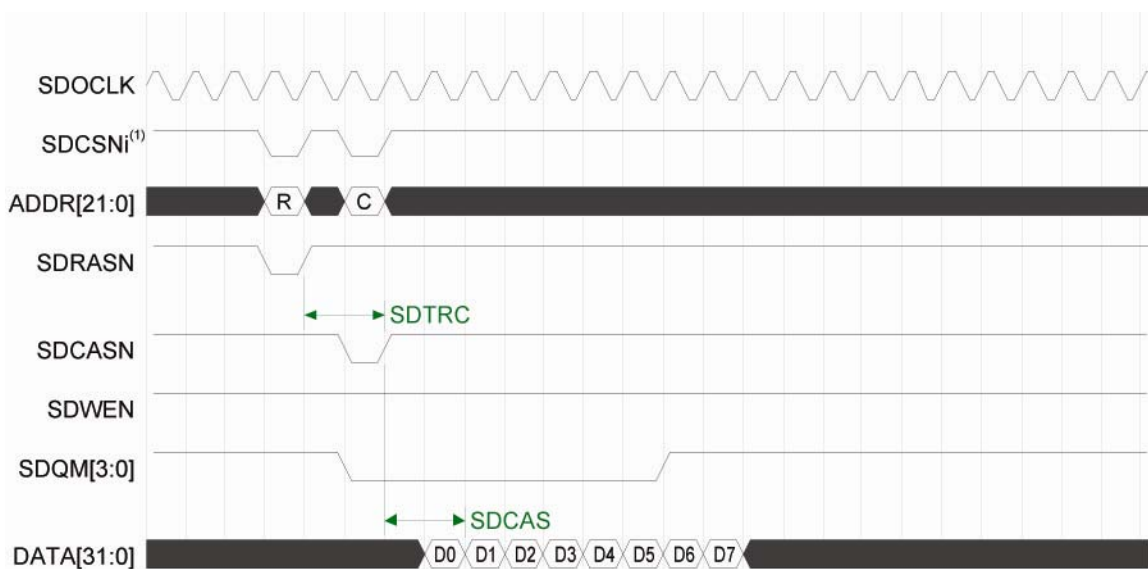 SDOCLK
SDCSNi(1)
ADDR[21:0] R C
SDRASN
SDTRC
SDCASN
SDWEN
SDQM[3:0]
SDCAS
DATA[31:0] D0 D1 D2 D3 D4 D5 D6 D7